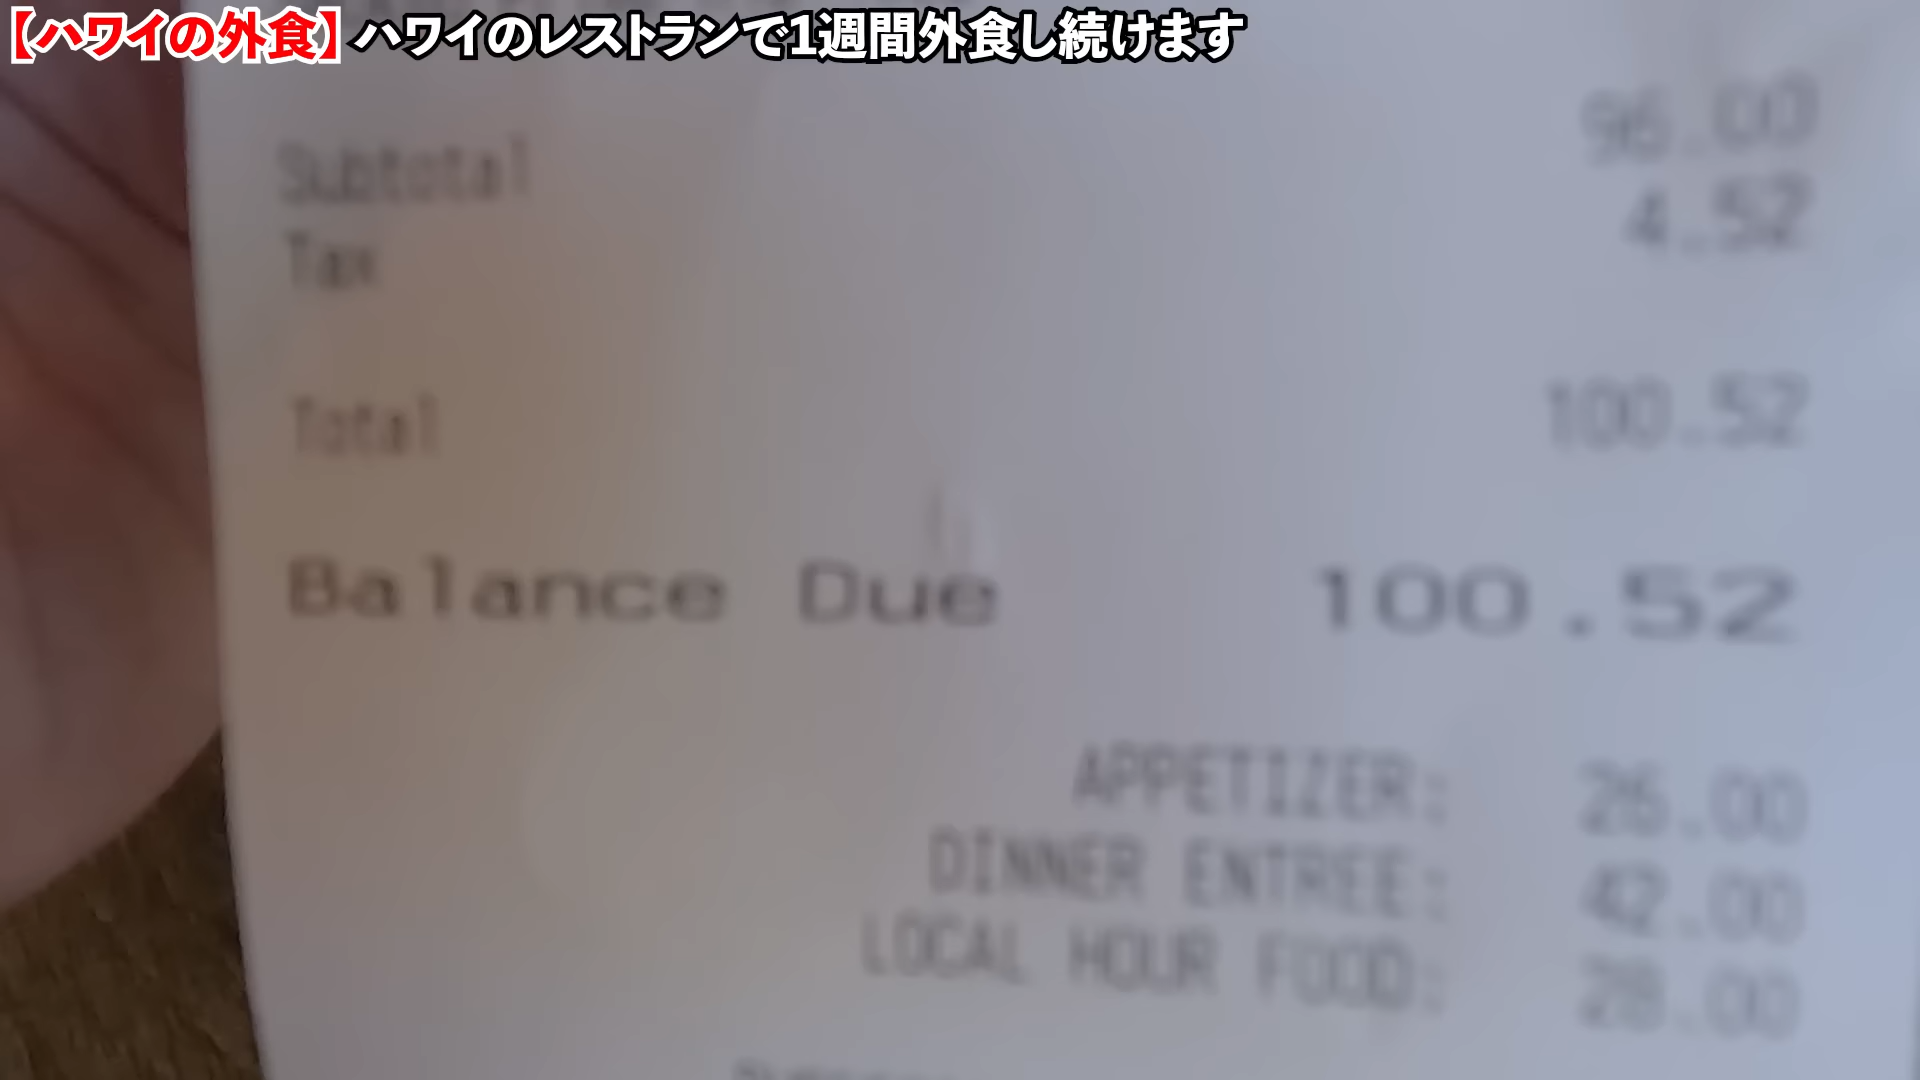 【ハワイの外食】ハワイのレストランで1週間外食し続けます
Subtotal 96.00
Tax 4.52
Total 100.52
Balance Due 100.52
APPETIZER: 26.00
DINNER ENTREE: 42.00
LOCAL HOUR FOOD: 28.00